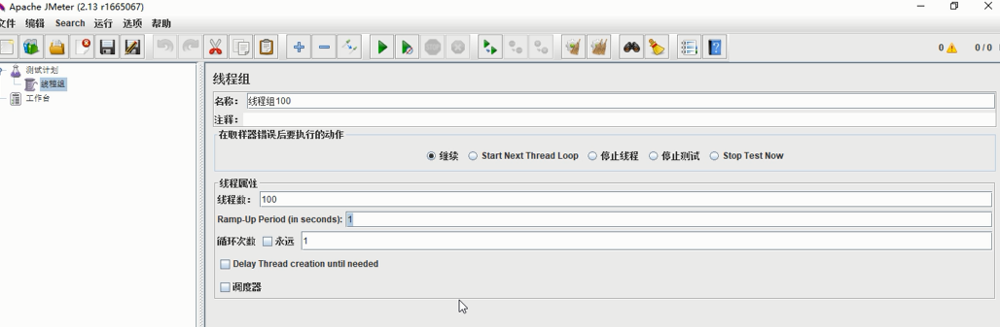 Apache JMeter (2.13 r1665067)
文件 编辑 Search 运行 选项 帮助
0 0 / 0
测试计划
线程组
工作台
线程组
名称： 线程组100
注释：
在取样器错误后要执行的动作
继续 Start Next Thread Loop 停止线程 停止测试 Stop Test Now
线程属性
线程数： 100
Ramp-Up Period (in seconds): 1
循环次数 永远 1
Delay Thread creation until needed
调度器